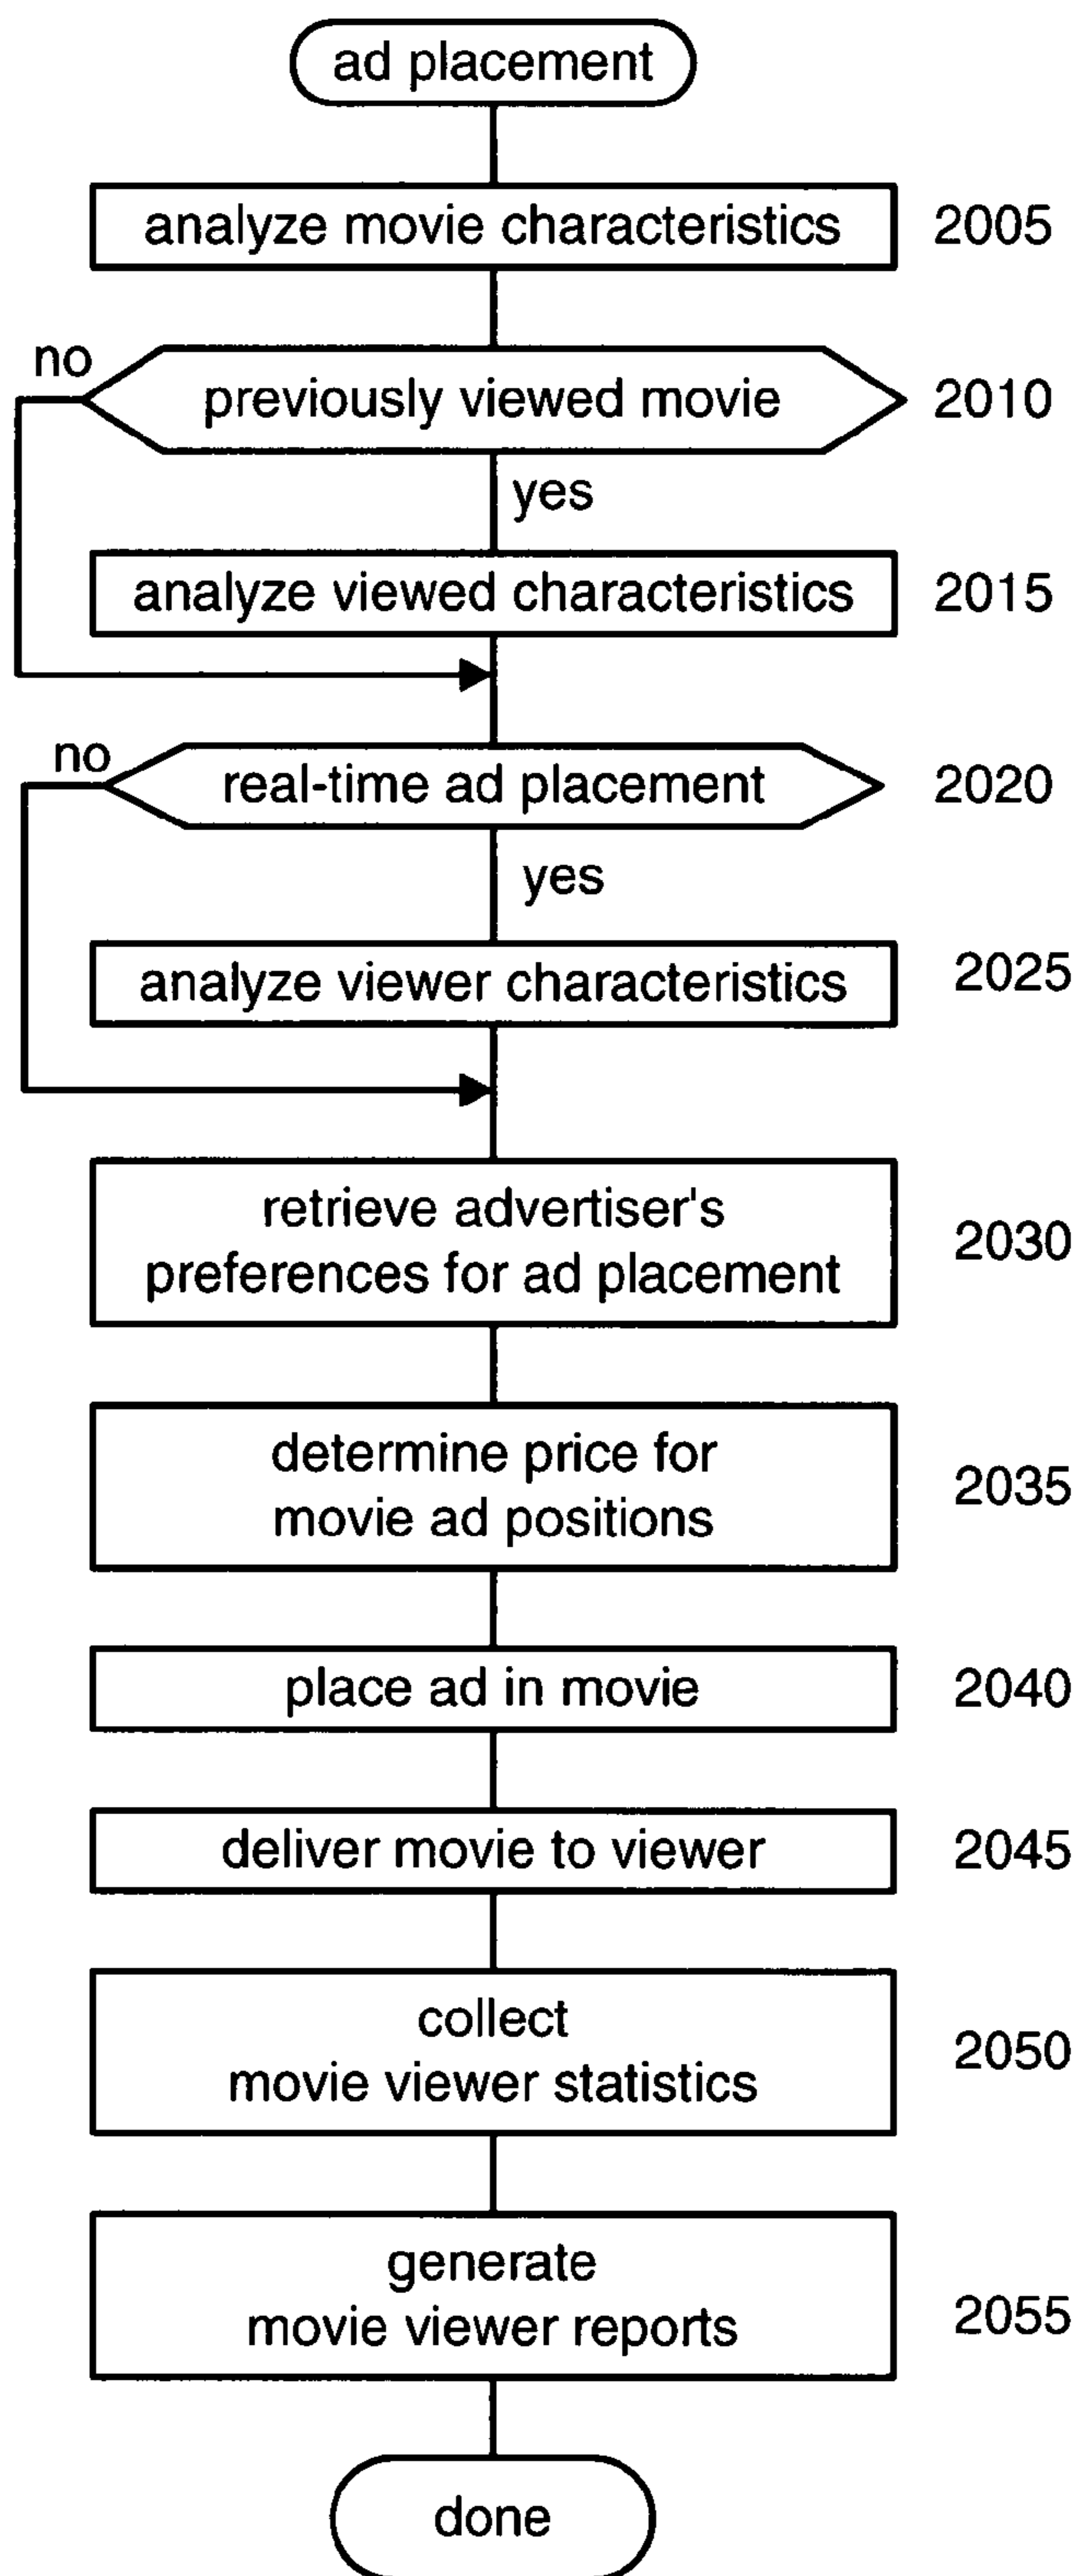 ad placement
analyze movie characteristics 2005
no
previously viewed movie 2010
yes
analyze viewed characteristics 2015
no
real-time ad placement 2020
yes
analyze viewer characteristics 2025
retrieve advertiser's
preferences for ad placement 2030
determine price for
movie ad positions 2035
place ad in movie 2040
deliver movie to viewer 2045
collect
movie viewer statistics 2050
generate
movie viewer reports 2055
done